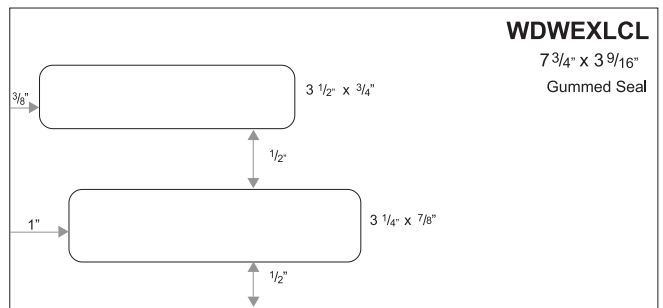 WDWEXLCL
7 3/4" x 3 9/16"
Gummed Seal
3/8"
3 1/2" x 3/4"
1/2"
1"
3 1/4" x 7/8"
1/2"